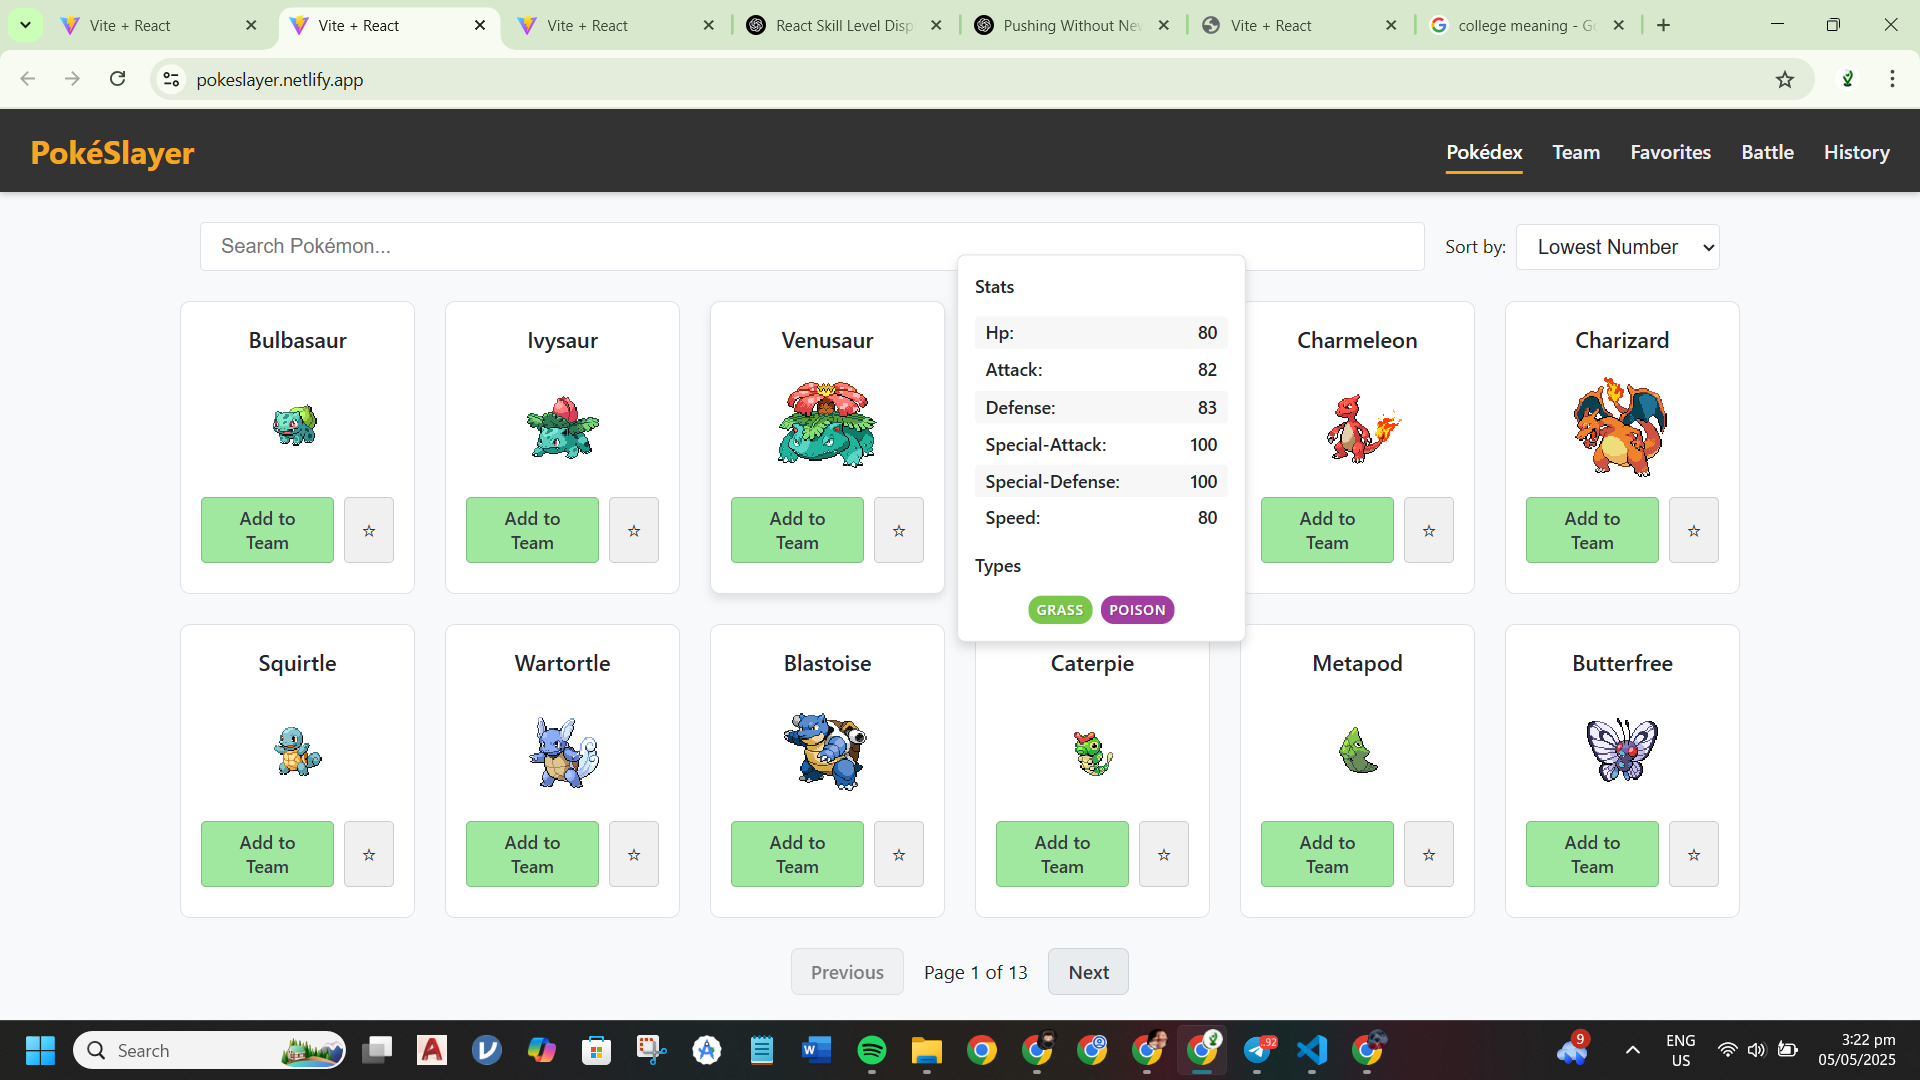 Vite + React
Vite + React
Vite + React
React Skill Level Disp
Pushing Without Nev
Vite + React
college meaning - Go
pokeslayer.netlify.app
PokéSlayer
Pokédex
Team
Favorites
Battle
History
Search Pokémon...
Sort by:
Lowest Number
Bulbasaur
Ivysaur
Venusaur
Charmeleon
Charizard
Add to
Team
☆
Add to
Team
☆
Add to
Team
☆
Add to
Team
☆
Add to
Team
☆
Stats
Hp: 80
Attack: 82
Defense: 83
Special-Attack: 100
Special-Defense: 100
Speed: 80
Types
GRASS POISON
Squirtle
Wartortle
Blastoise
Caterpie
Metapod
Butterfree
Add to
Team
☆
Add to
Team
☆
Add to
Team
☆
Add to
Team
☆
Add to
Team
☆
Add to
Team
☆
Previous
Page 1 of 13
Next
Search
..92
9
ENG
US
3:22 pm
05/05/2025